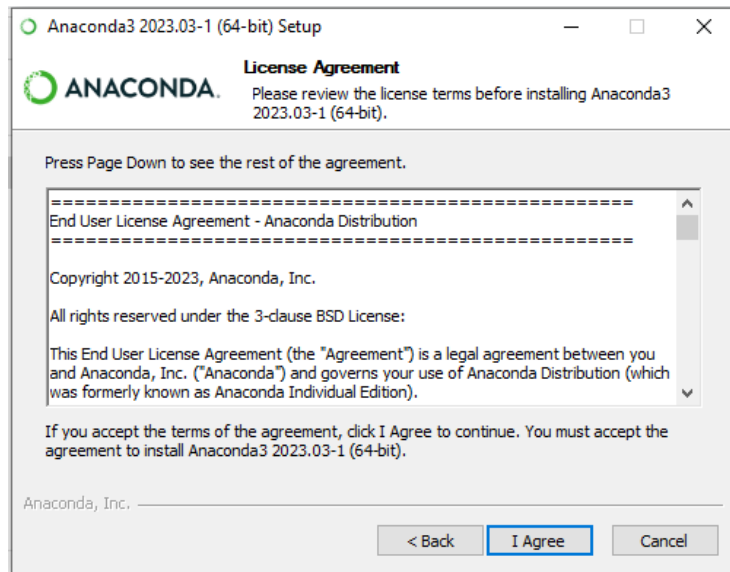 Anaconda3 2023.03-1 (64-bit) Setup
ANACONDA.
License Agreement
Please review the license terms before installing Anaconda3
2023.03-1 (64-bit).
Press Page Down to see the rest of the agreement.
=====================================================
End User License Agreement - Anaconda Distribution
=====================================================
Copyright 2015-2023, Anaconda, Inc.
All rights reserved under the 3-clause BSD License:
This End User License Agreement (the "Agreement") is a legal agreement between you
and Anaconda, Inc. ("Anaconda") and governs your use of Anaconda Distribution (which
was formerly known as Anaconda Individual Edition).
If you accept the terms of the agreement, click I Agree to continue. You must accept the
agreement to install Anaconda3 2023.03-1 (64-bit).
Anaconda, Inc.
< Back
I Agree
Cancel